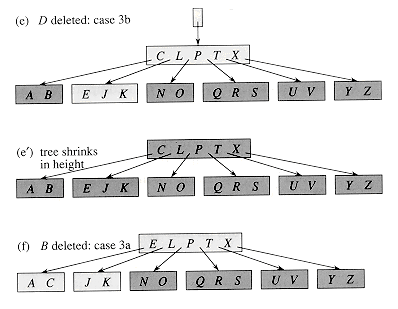 (c) D deleted: case 3b
C L P T X
A B E J K N O Q R S U V Y Z
(e′) tree shrinks
in height
C L P T X
A B E J K N O Q R S U V Y Z
(f) B deleted: case 3a
E L P T X
A C J K N O Q R S U V Y Z